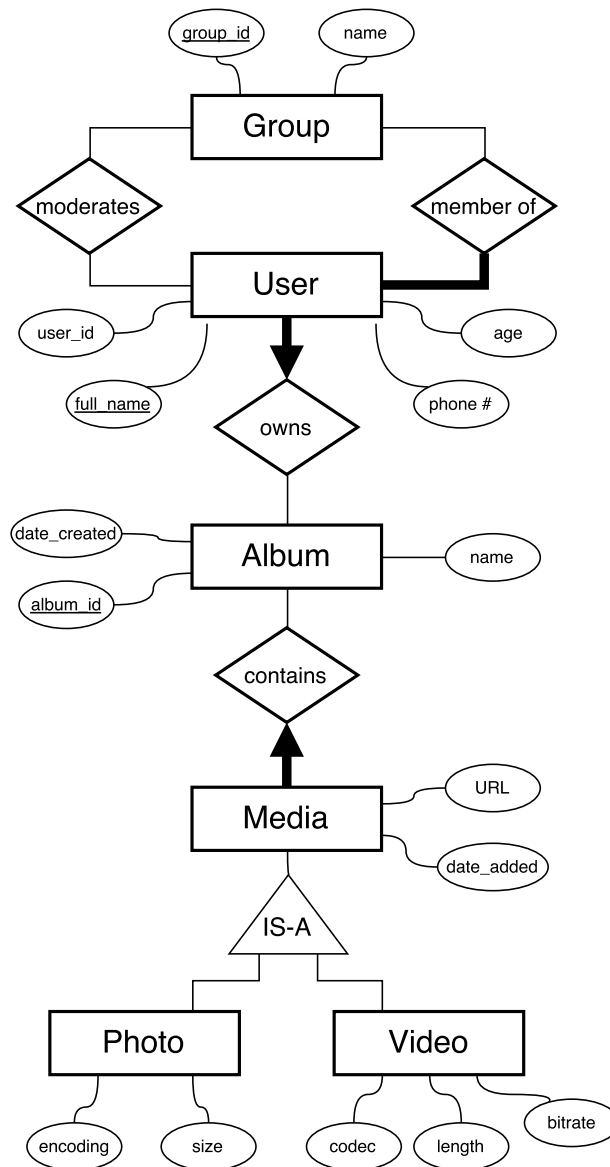 group_id
name
Group
moderates
member of
User
user_id
age
full_name
phone #
owns
date_created
Album
name
album_id
contains
URL
Media
date_added
IS-A
Photo
Video
encoding
size
codec
length
bitrate